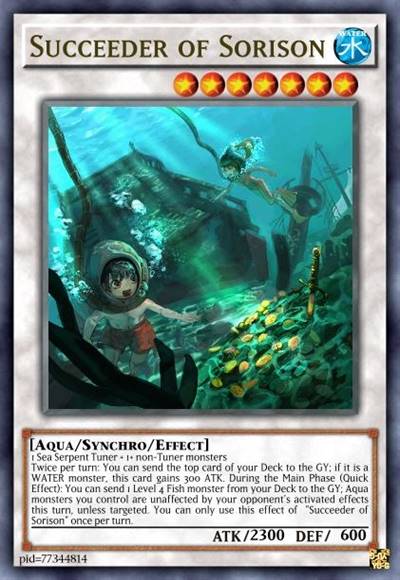 SUCCEEDER OF SORISON
WATER
水
[AQUA/SYNCHRO/EFFECT]
1 Sea Serpent Tuner + 1+ non-Tuner monsters
Twice per turn: You can send the top card of your Deck to the GY; if it is a
WATER monster, this card gains 300 ATK. During the Main Phase (Quick
Effect): You can send 1 Level 4 Fish monster from your Deck to the GY; Aqua
monsters you control are unaffected by your opponent's activated effects
this turn, unless targeted. You can only use this effect of "Succeeder of
Sorison" once per turn.
ATK/2300 DEF/ 600
pid=77344814